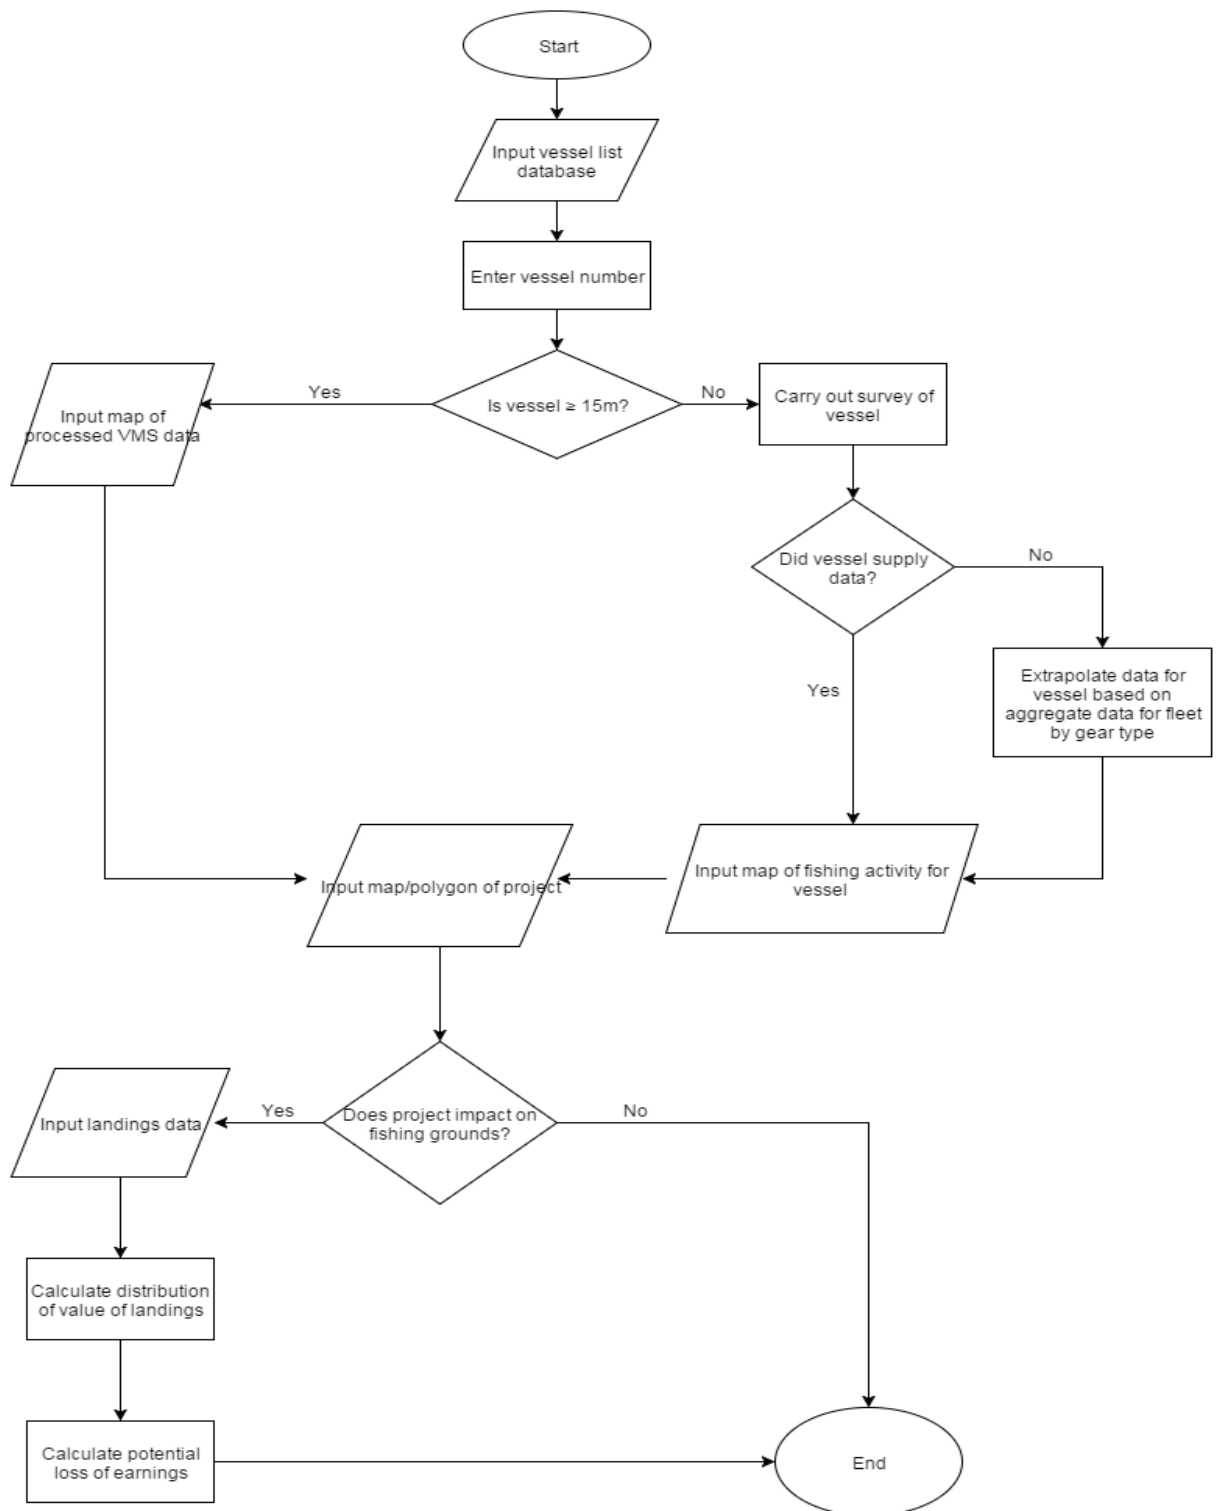 Start
Input vessel list
database
Enter vessel number
Is vessel ≥ 15m?
Yes
No
Input map of
processed VMS data
Carry out survey of
vessel
Did vessel supply
data?
No
Yes
Extrapolate data for
vessel based on
aggregate data for fleet
by gear type
Input map/polygon of project
Input map of fishing activity for
vessel
Does project impact on
fishing grounds?
Yes
No
Input landings data
Calculate distribution
of value of landings
Calculate potential
loss of earnings
End